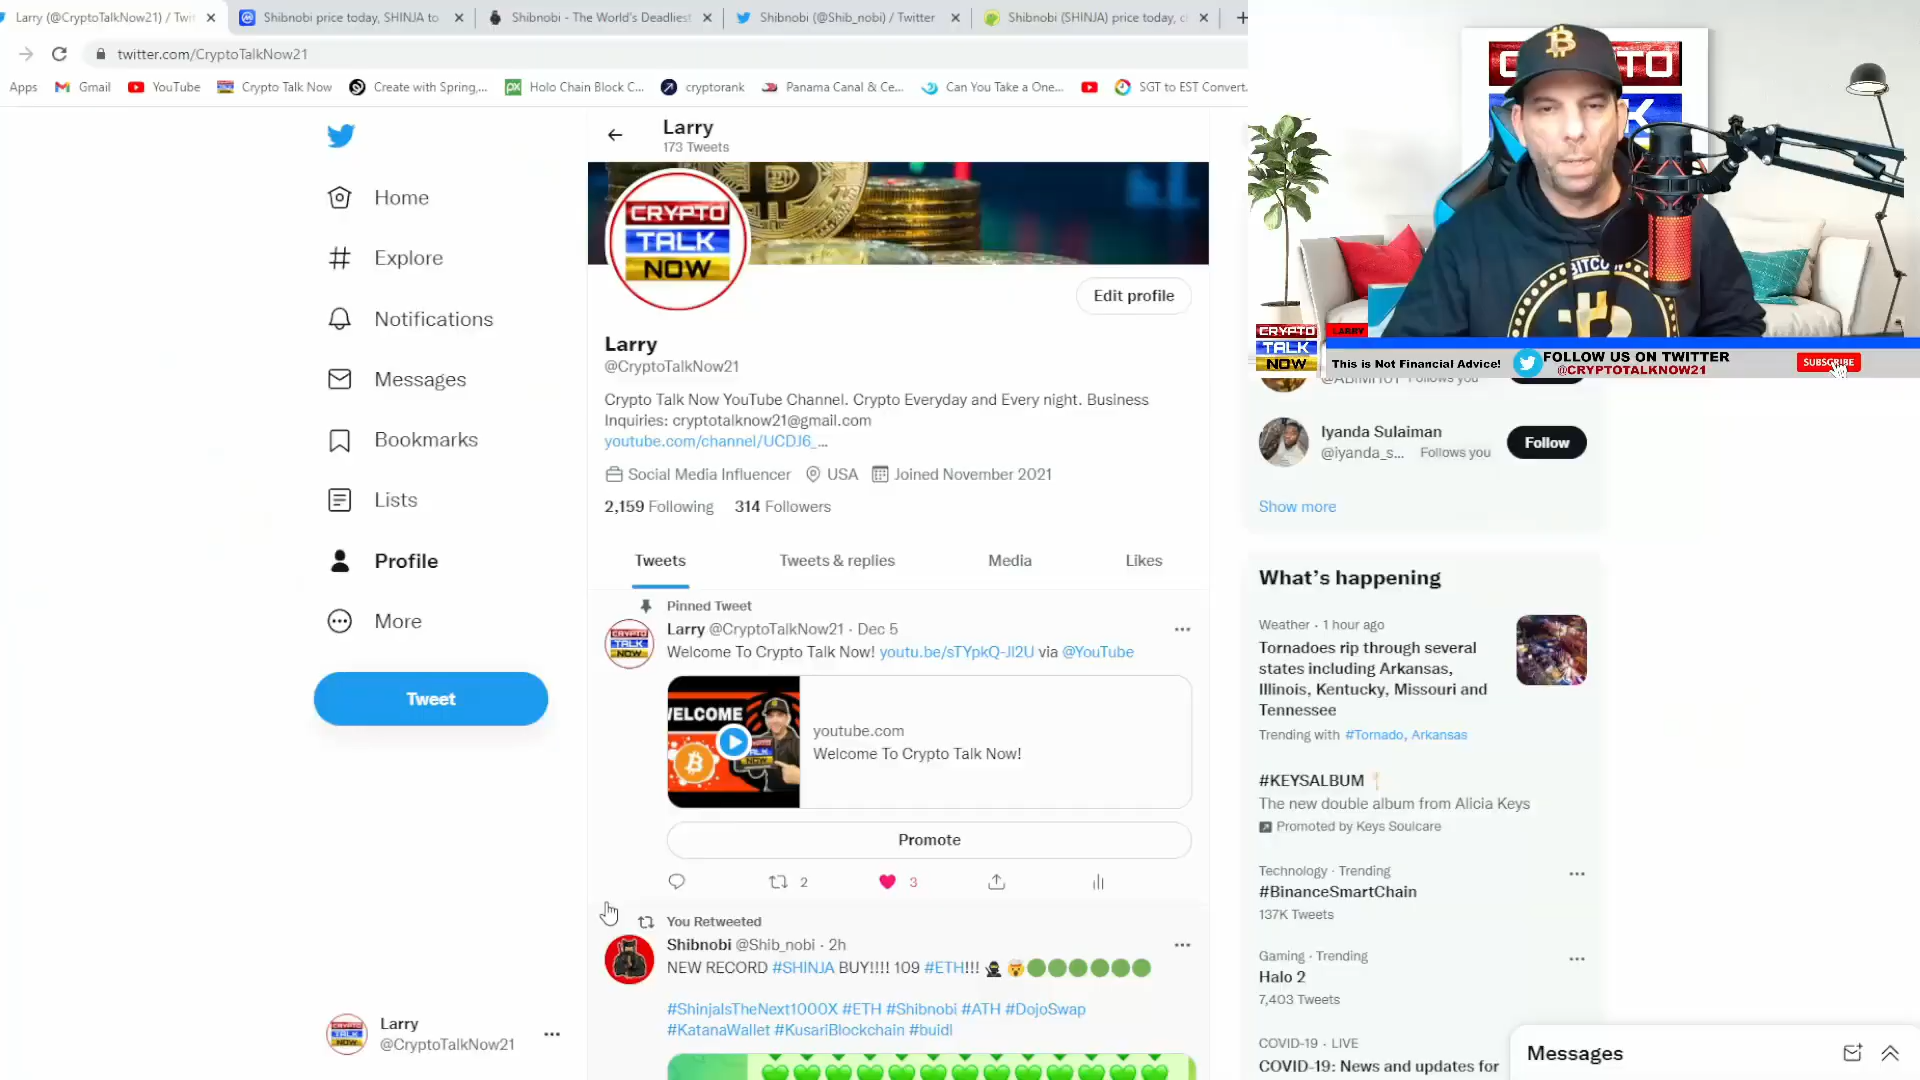 Larry (@CryptoTalkNow21) / Twi
Shibnobi price today, SHINJA to
Shibnobi - The World's Deadliest
Shibnobi (@Shib_nobi) / Twitter
Shibnobi (SHINJA) price today, c
twitter.com/CryptoTalkNow21
Apps
Gmail
YouTube
Crypto Talk Now
Create with Spring,...
Holo Chain Block C...
cryptorank
Panama Canal & Ce...
Can You Take a One...
SGT to EST Convert.
Home
Explore
Notifications
Messages
Bookmarks
Lists
Profile
More
Tweet
Larry
@CryptoTalkNow21
Larry
173 Tweets
CRYPTO
TALK
NOW
Edit profile
Larry
@CryptoTalkNow21
Crypto Talk Now YouTube Channel. Crypto Everyday and Every night. Business
Inquiries: cryptotalknow21@gmail.com
youtube.com/channel/UCDJ6_...
Social Media Influencer USA Joined November 2021
2,159 Following 314 Followers
Tweets
Tweets & replies
Media
Likes
Pinned Tweet
Larry @CryptoTalkNow21 · Dec 5
Welcome To Crypto Talk Now! youtu.be/sTYpkQ-Jl2U via @YouTube
youtube.com
Welcome To Crypto Talk Now!
Promote
2
3
You Retweeted
Shibnobi @Shib_nobi · 2h
NEW RECORD #SHINJA BUY!!!! 109 #ETH!!!
#ShinjaIsTheNext1000X #ETH #Shibnobi #ATH #DojoSwap
#KatanaWallet #KusariBlockchain #buidl
BITCO
LARRY
CRYPTO
TALK
NOW
This is Not Financial Advice!
FOLLOW US ON TWITTER
@CRYPTOTALKNOW21
SUBSCRIBE
Follows you
Iyanda Sulaiman
@iyanda_s... Follows you
Follow
Show more
What's happening
Weather · 1 hour ago
Tornadoes rip through several
states including Arkansas,
Illinois, Kentucky, Missouri and
Tennessee
Trending with #Tornado, Arkansas
#KEYSALBUM
The new double album from Alicia Keys
Promoted by Keys Soulcare
Technology · Trending
#BinanceSmartChain
137K Tweets
Gaming · Trending
Halo 2
7,403 Tweets
COVID-19 · LIVE
COVID-19: News and updates for
Messages